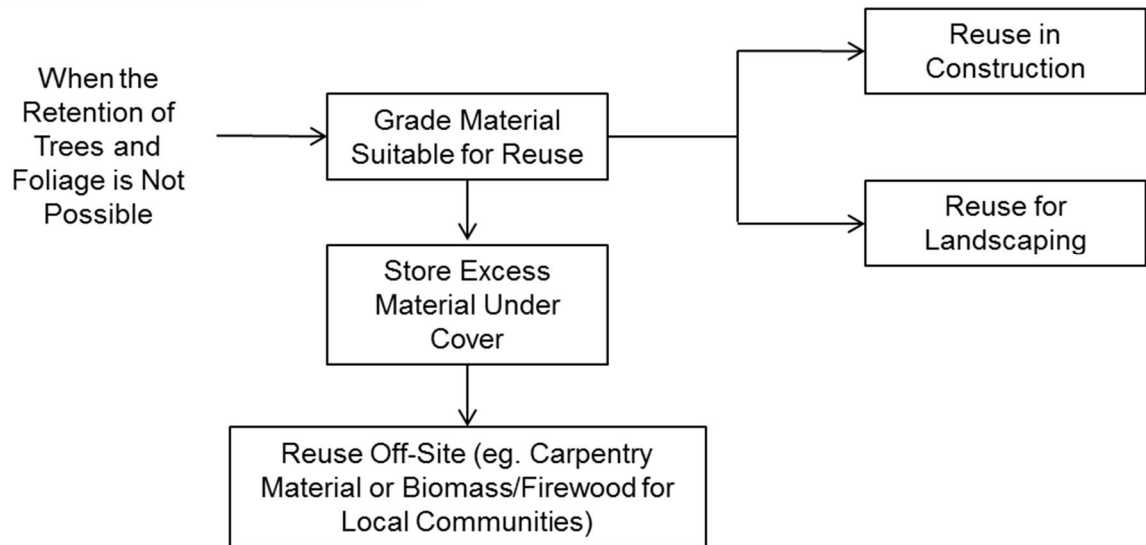 When the
Retention of
Trees and
Foliage is Not
Possible
Grade Material
Suitable for Reuse
Reuse in
Construction
Reuse for
Landscaping
Store Excess
Material Under
Cover
Reuse Off-Site (eg. Carpentry
Material or Biomass/Firewood for
Local Communities)